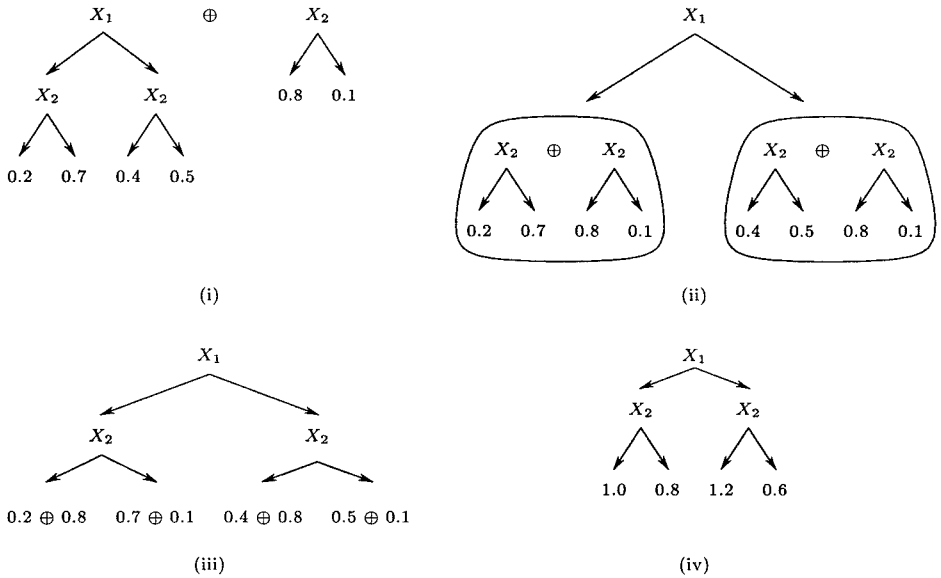 X₁ ⊕ X₂
X₂ X₂ 0.8 0.1
0.2 0.7 0.4 0.5
(i)
X₁
X₂ ⊕ X₂ X₂ ⊕ X₂
0.2 0.7 0.8 0.1 0.4 0.5 0.8 0.1
(ii)
X₁
X₂ X₂
0.2 ⊕ 0.8 0.7 ⊕ 0.1 0.4 ⊕ 0.8 0.5 ⊕ 0.1
(iii)
X₁
X₂ X₂
1.0 0.8 1.2 0.6
(iv)